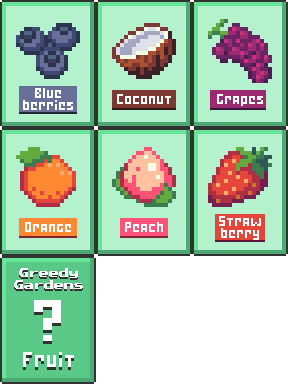 Blue
berries
Coconut
Grapes
Orange
Peach
Straw
berry
Greedy
Gardens
?
Fruit